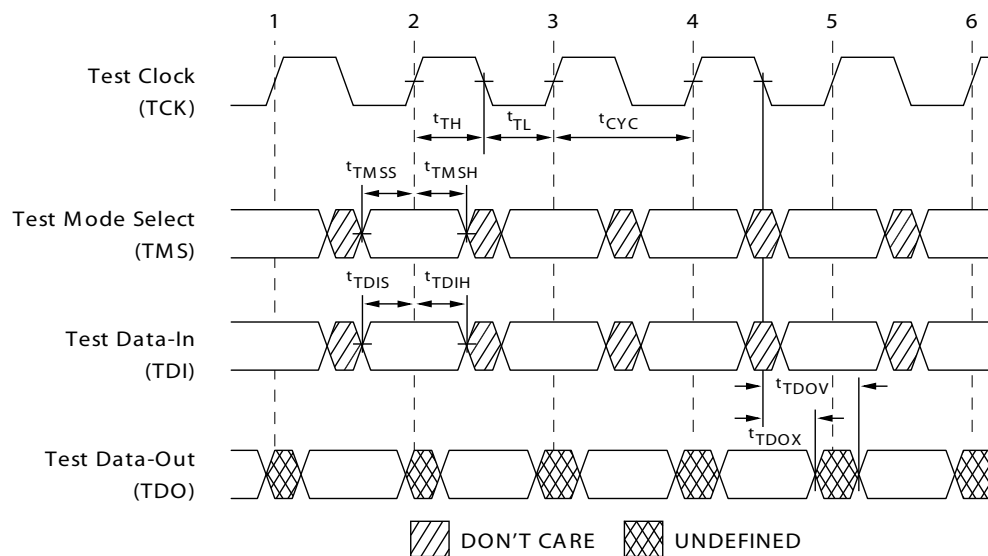 1 2 3 4 5 6
Test Clock
(TCK)
tTH tTL tCYC
tTMSS tTMSH
Test Mode Select
(TMS)
tTDIS tTDIH
Test Data-In
(TDI)
tTDOV
tTDOX
Test Data-Out
(TDO)
DON'T CARE UNDEFINED